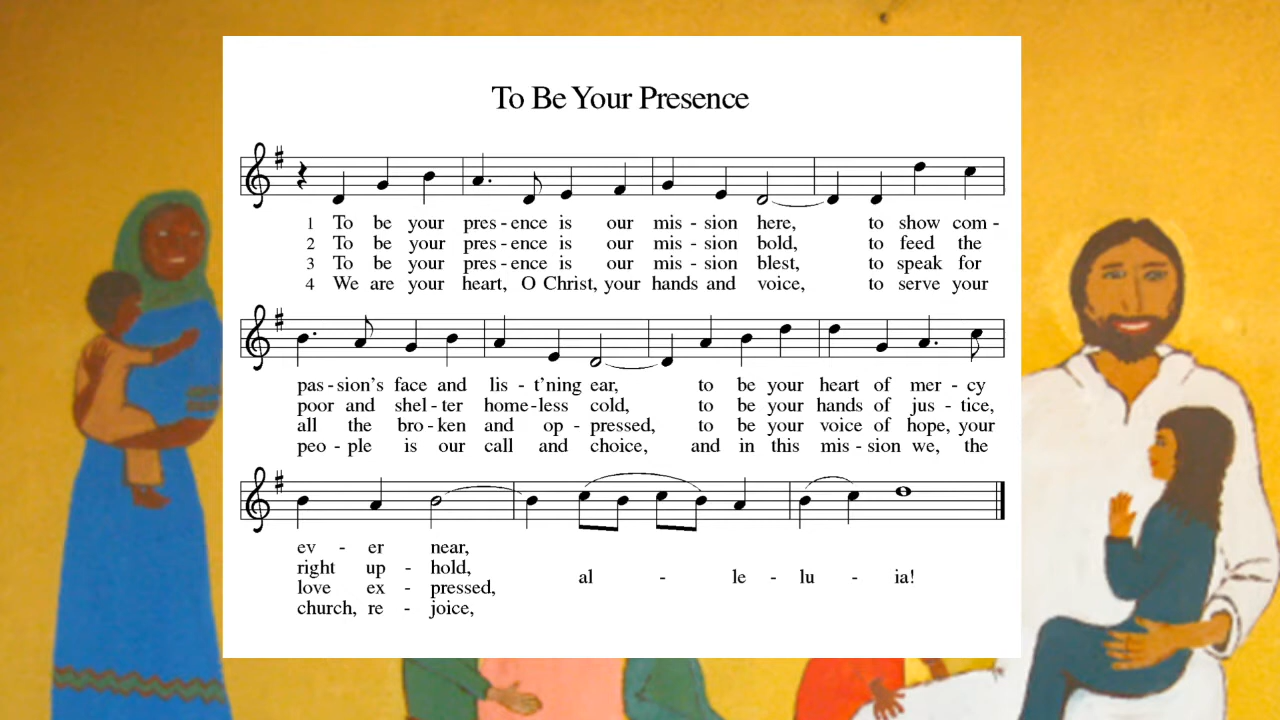 To Be Your Presence
1 To be your pres - ence is our mis - sion here, to show com -
2 To be your pres - ence is our mis - sion bold, to feed the
3 To be your pres - ence is our mis - sion blest, to speak for
4 We are your heart, O Christ, your hands and voice, to serve your
pas - sion's face and lis - t'ning ear, to be your heart of mer - cy
poor and shel - ter home - less cold, to be your hands of jus - tice,
all the bro - ken and op - pressed, to be your voice of hope, your
peo - ple is our call and choice, and in this mis - sion we, the
ev - er near,
right up - hold,
al - le - lu - ia!
love ex - pressed,
church, re - joice,